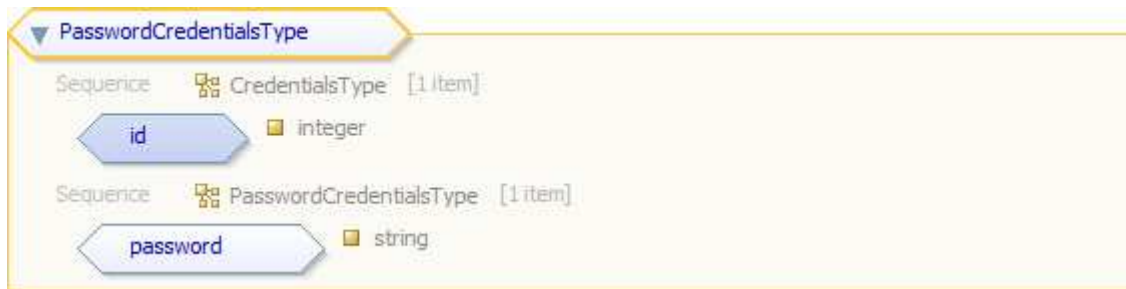 PasswordCredentialsType
Sequence CredentialsType [1 item]
id integer
Sequence PasswordCredentialsType [1 item]
password string